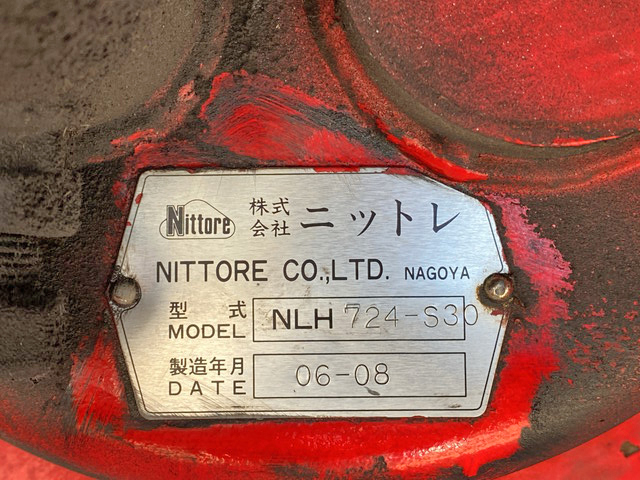 Nittore 株式会社 ニットレ
NITTORE CO.,LTD. NAGOYA
型式
MODEL NLH 724-S30
製造年月
DATE 06-08